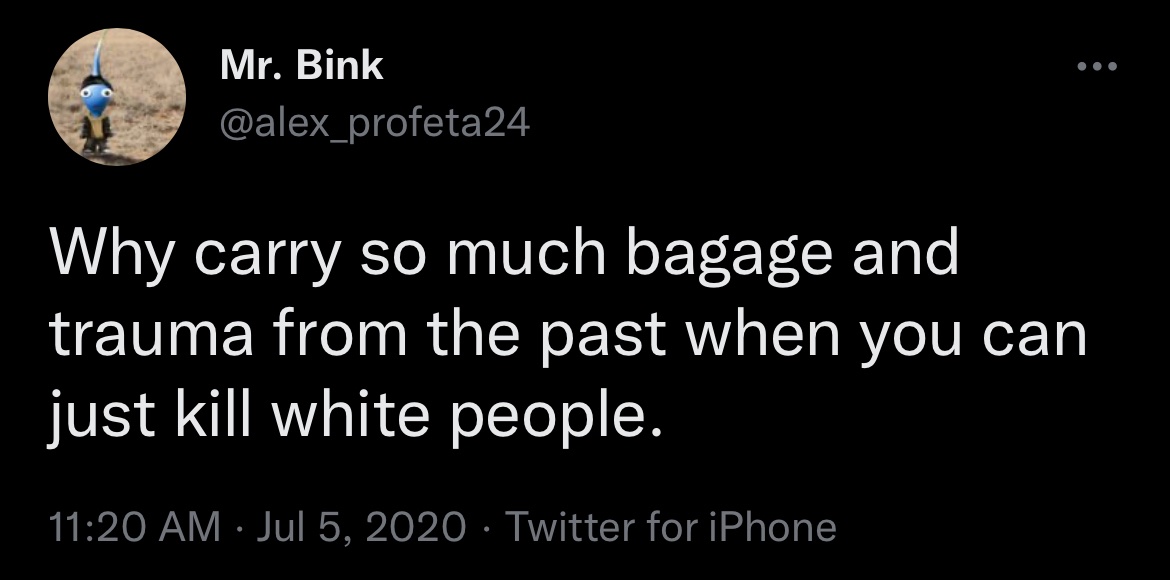 Mr. Bink
@alex_profeta24
Why carry so much bagage and
trauma from the past when you can
just kill white people.
11:20 AM · Jul 5, 2020 · Twitter for iPhone